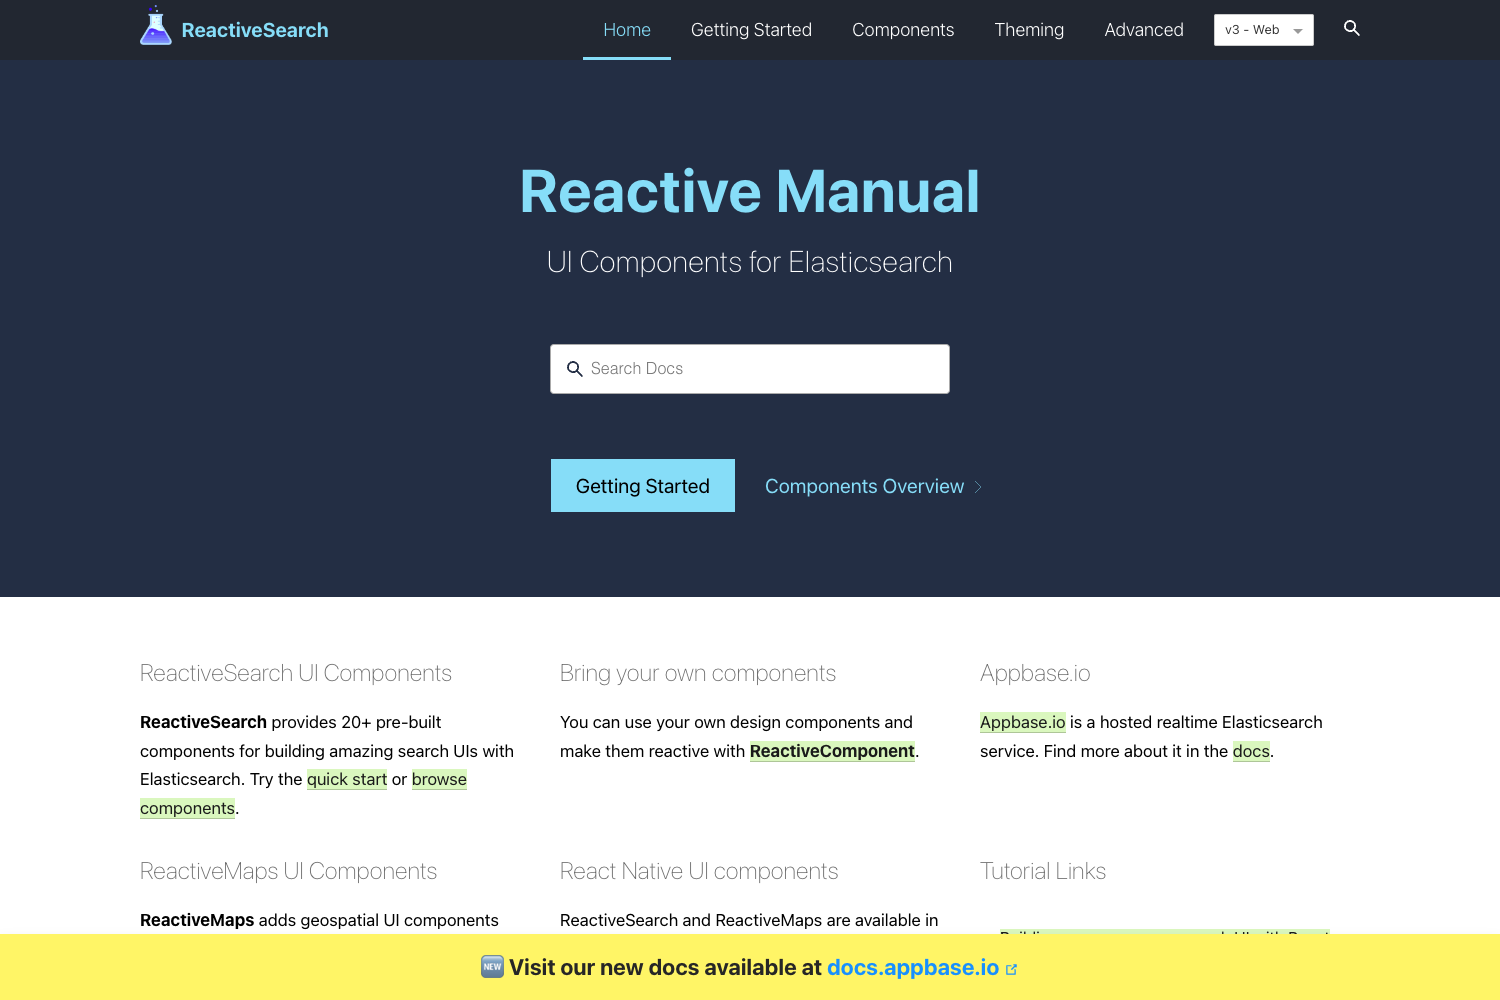 ReactiveSearch
Home
Getting Started
Components
Theming
Advanced
v3 - Web
Reactive Manual
UI Components for Elasticsearch
Search Docs
Getting Started
Components Overview
ReactiveSearch UI Components
ReactiveSearch provides 20+ pre-built
components for building amazing search UIs with
Elasticsearch. Try the quick start or browse
components.
Bring your own components
You can use your own design components and
make them reactive with ReactiveComponent.
Appbase.io
Appbase.io is a hosted realtime Elasticsearch
service. Find more about it in the docs.
ReactiveMaps UI Components
ReactiveMaps adds geospatial UI components
React Native UI components
ReactiveSearch and ReactiveMaps are available in
Tutorial Links
NEW Visit our new docs available at docs.appbase.io